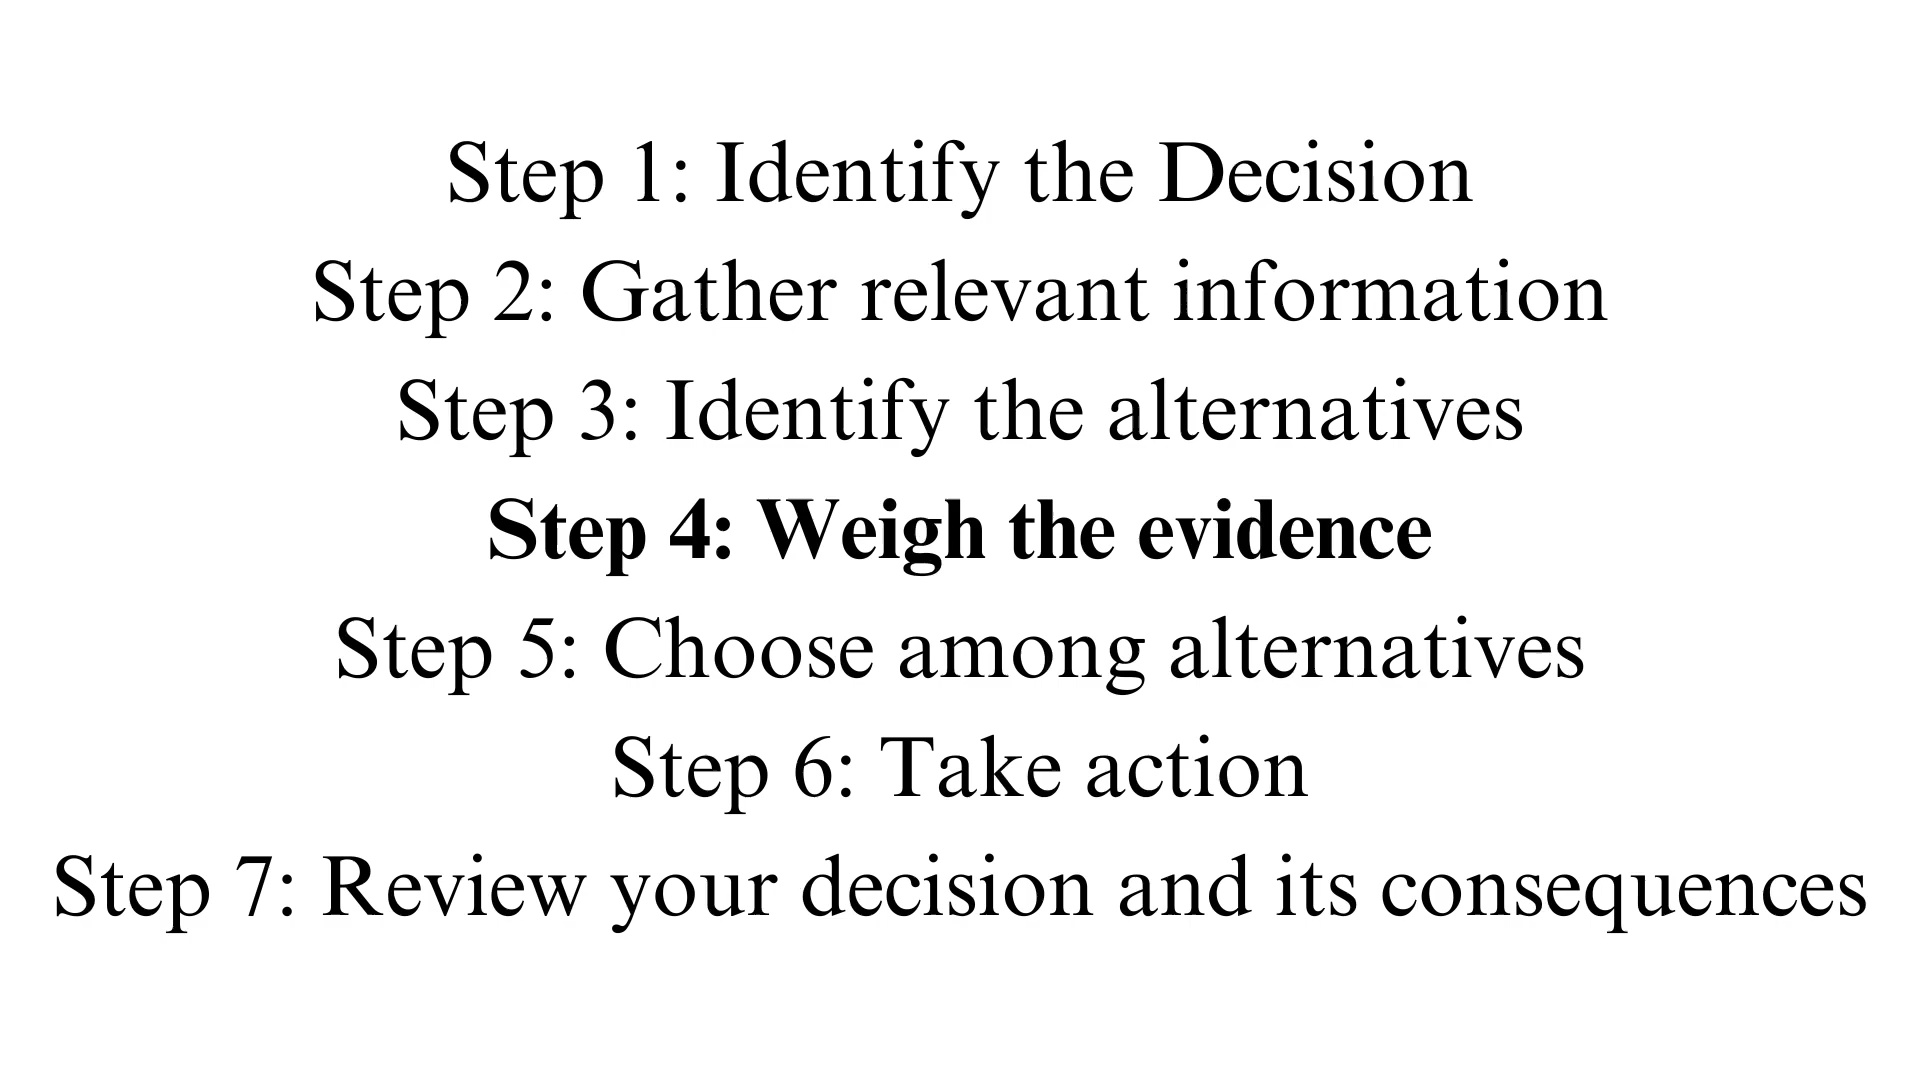 Step 1: Identify the Decision
Step 2: Gather relevant information
Step 3: Identify the alternatives
Step 4: Weigh the evidence
Step 5: Choose among alternatives
Step 6: Take action
Step 7: Review your decision and its consequences